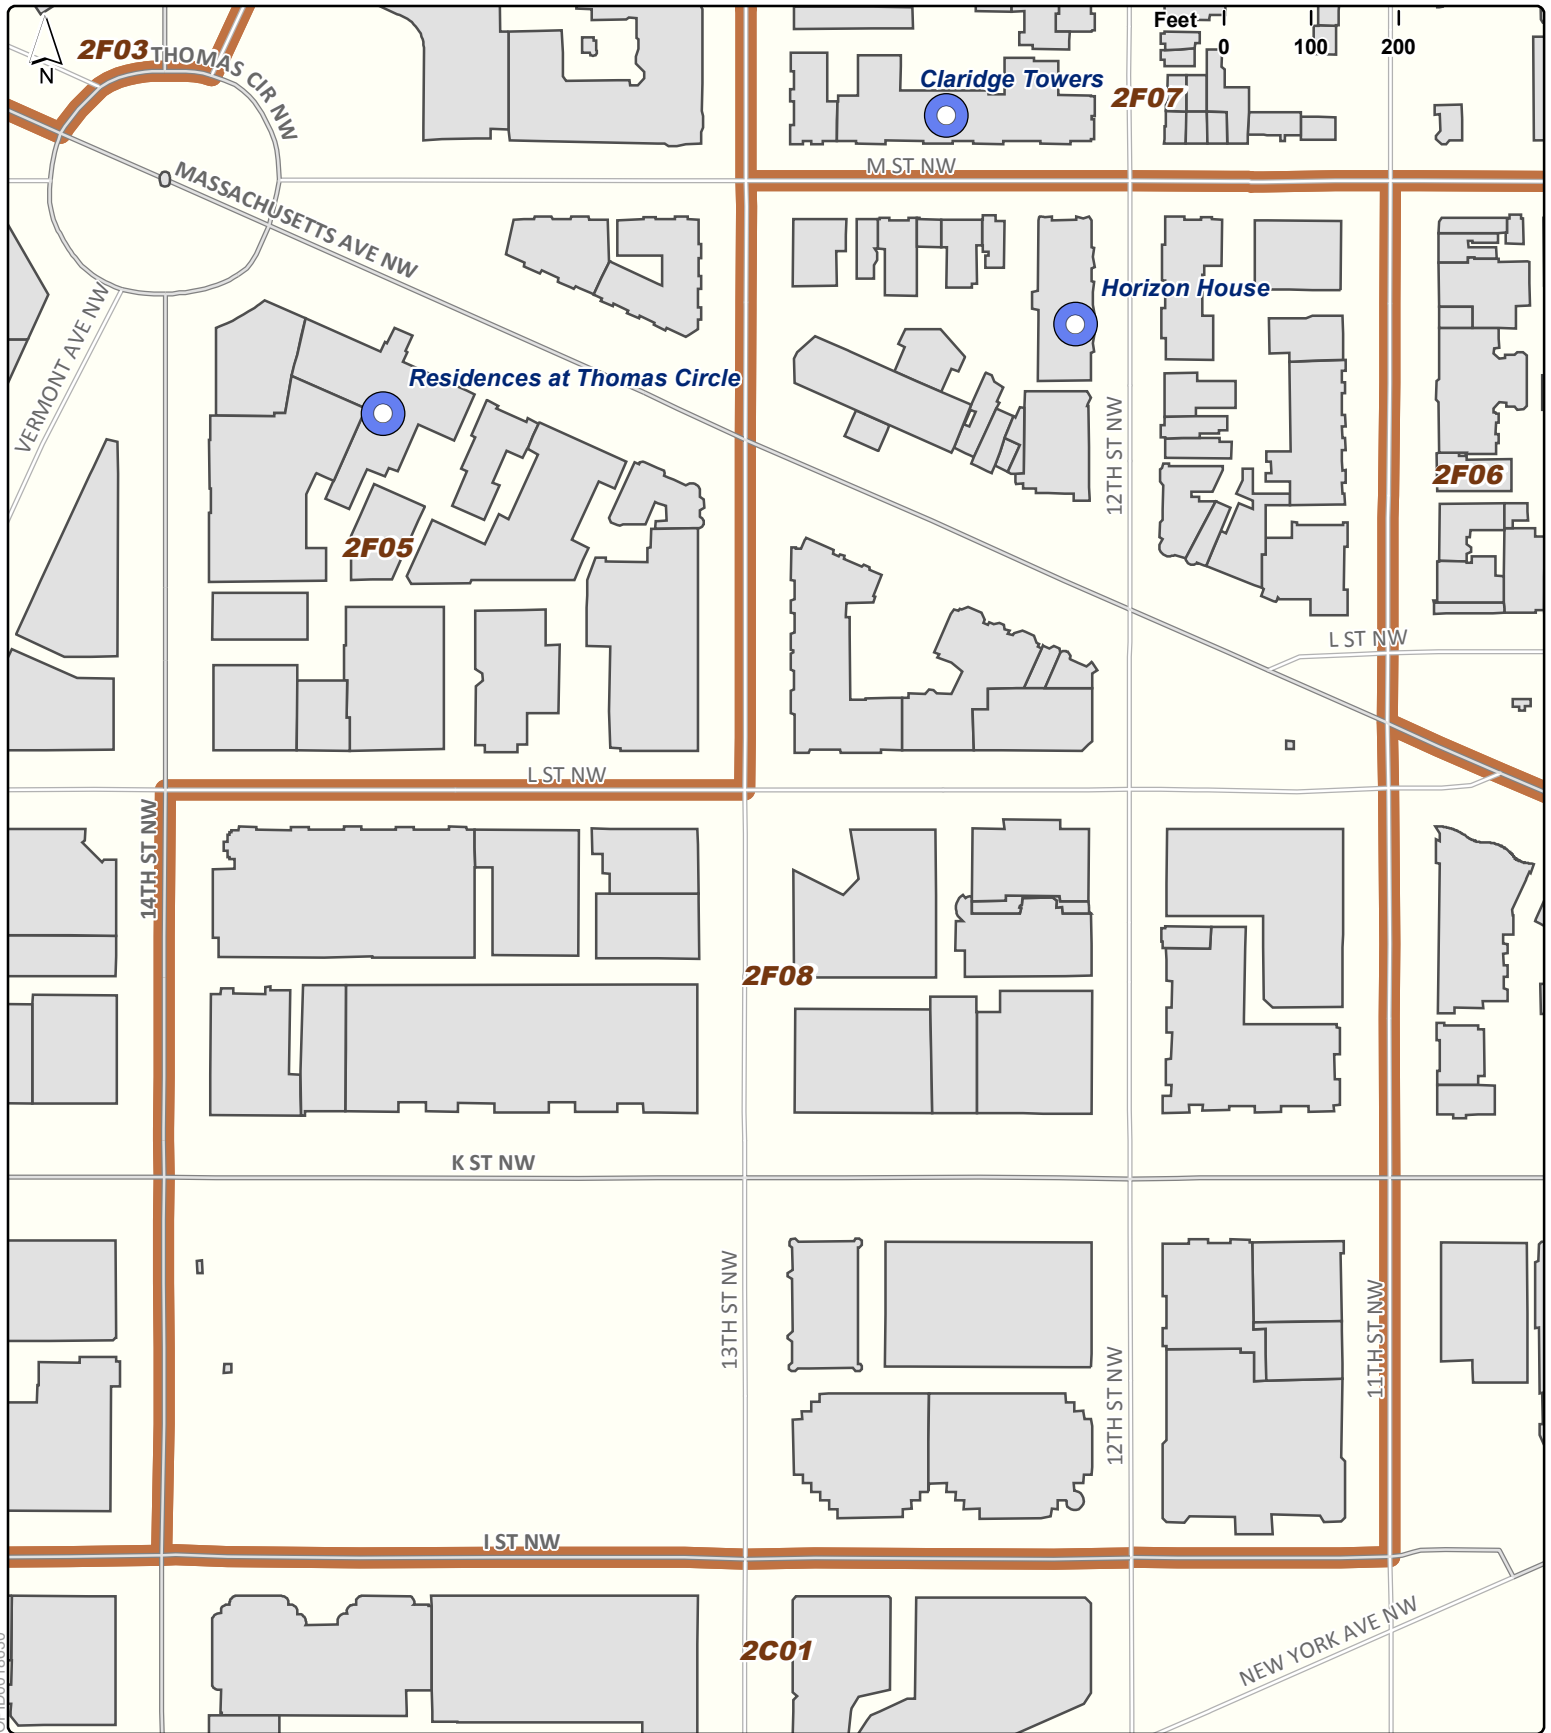 Feet
0 100 200
N
2F03
THOMAS CIR NW
Claridge Towers
2F07
M ST NW
MASSACHUSETTS AVE NW
Horizon House
VERMONT AVE NW
Residences at Thomas Circle
12TH ST NW
2F06
2F05
L ST NW
L ST NW
14TH ST NW
2F08
K ST NW
13TH ST NW
12TH ST NW
11TH ST NW
I ST NW
2C01
NEW YORK AVE NW